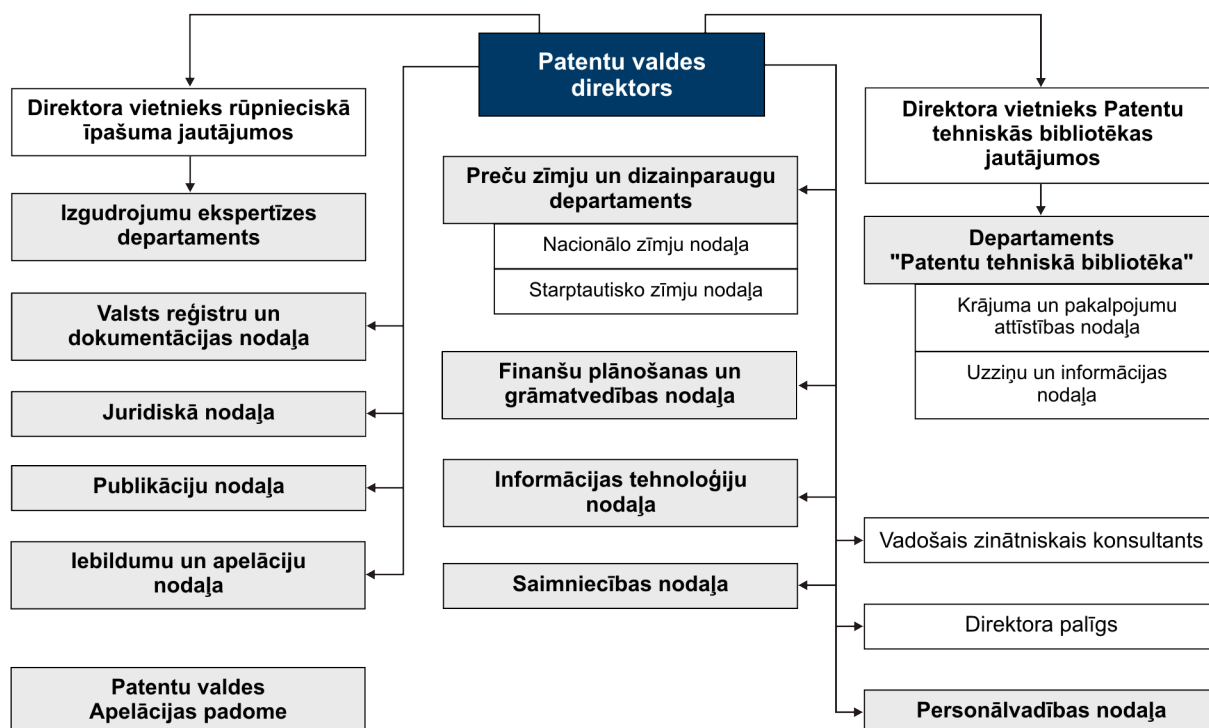 Patentu valdes
direktors
Direktora vietnieks rūpnieciskā
īpašuma jautājumos
Izgudrojumu ekspertīzes
departaments
Valsts reģistru un
dokumentācijas nodaļa
Juridiskā nodaļa
Publikāciju nodaļa
Iebildumu un apelāciju
nodaļa
Patentu valdes
Apelācijas padome
Preču zīmju un dizainparaugu
departaments
Nacionālo zīmju nodaļa
Starptautisko zīmju nodaļa
Finanšu plānošanas un
grāmatvedības nodaļa
Informācijas tehnoloģiju
nodaļa
Saimniecības nodaļa
Direktora vietnieks Patentu
tehniskās bibliotēkas
jautājumos
Departaments
"Patentu tehniskā bibliotēka"
Krājuma un pakalpojumu
attīstības nodaļa
Uzziņu un informācijas
nodaļa
Vadošais zinātniskais konsultants
Direktora palīgs
Personālvadības nodaļa